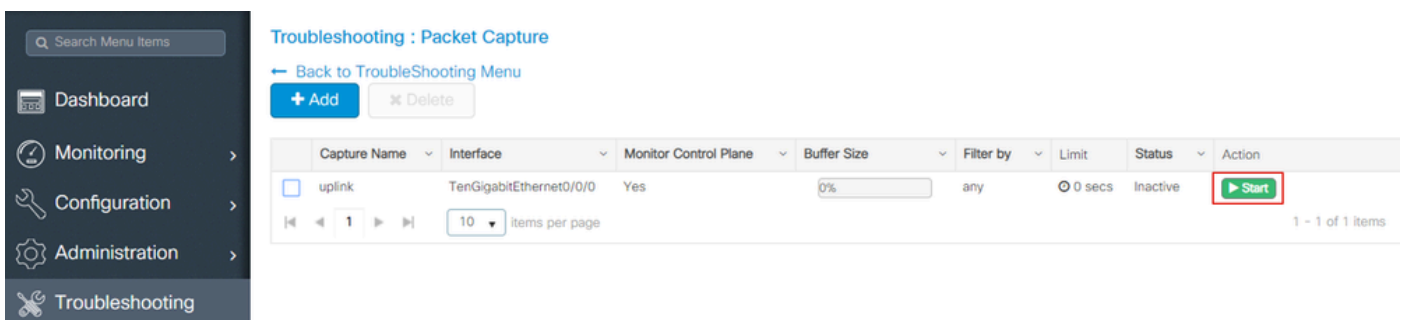 Search Menu Items
Dashboard
Monitoring
Configuration
Administration
Troubleshooting
Troubleshooting : Packet Capture
← Back to TroubleShooting Menu
+ Add
✖ Delete
Capture Name Interface Monitor Control Plane Buffer Size Filter by Limit Status Action
uplink TenGigabitEthernet0/0/0 Yes 0% any 0 secs Inactive Start
1 10 items per page 1 - 1 of 1 items